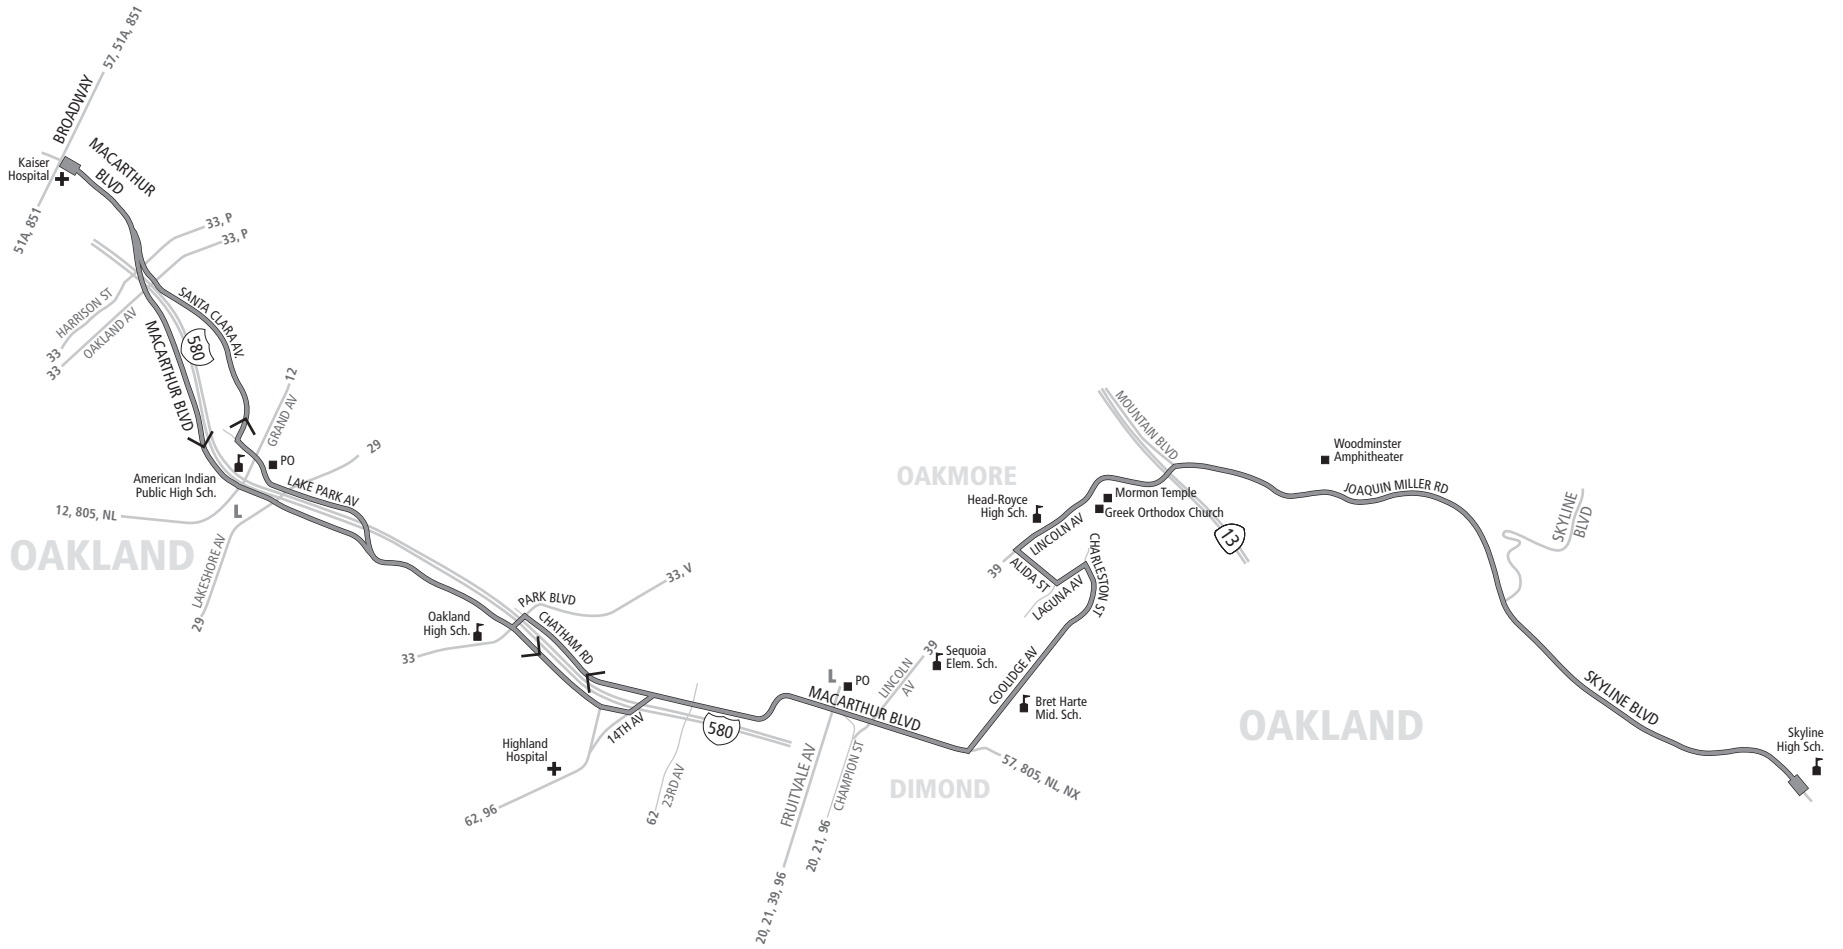 57, 51A, 851
BROADWAY
MACARTHUR
BLVD
Kaiser
Hospital
51A, 851
33, P
33, P
HARRISON ST
OAKLAND AV
33
33
SANTA CLARA AV.
580
MACARTHUR BLVD
12
GRAND AV
29
PO
American Indian
Public High Sch.
LAKE PARK AV
12, 805, NL
L
OAKLAND
LAKESHORE AV
29
PARK BLVD
33, V
Oakland
High Sch.
CHATHAM RD
33
14TH AV
580
Highland
Hospital
62, 96
23RD AV
62
L
PO
MACARTHUR BLVD
LINCOLN
AV
39
Sequoia
Elem. Sch.
FRUITVALE AV
20, 21, 39, 96
CHAMPION ST
20, 21, 96
DIMOND
COOLIDGE AV
Bret Harte
Mid. Sch.
57, 805, NL, NX
OAKMORE
Head-Royce
High Sch.
LINCOLN AV
39
ALIDA ST
LAGUNA AV
CHARLESTON ST
Mormon Temple
Greek Orthodox Church
MOUNTAIN BLVD
13
Woodminster
Amphitheater
JOAQUIN MILLER RD
SKYLINE
BLVD
OAKLAND
SKYLINE BLVD
Skyline
High Sch.